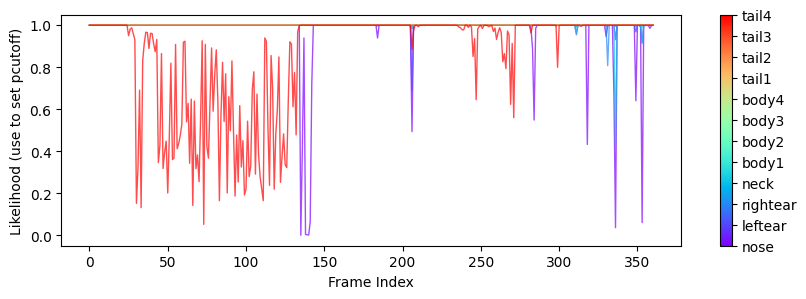 Likelihood (use to set pcutoff)
1.0
0.8
0.6
0.4
0.2
0.0
0
50
100
150
200
250
300
350
Frame Index
tail4
tail3
tail2
tail1
body4
body3
body2
body1
neck
rightear
leftear
nose